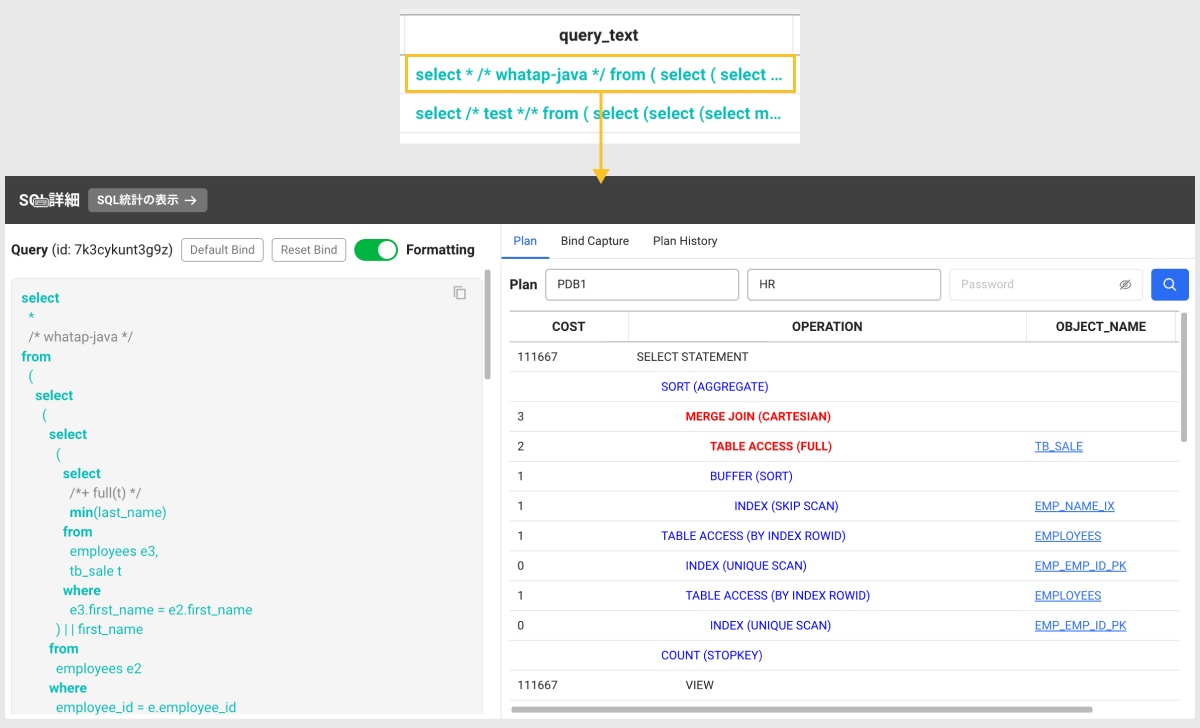 query_text
select * /* whatap-java */ from ( select ( select ...
select /* test */* from ( select (select (select m...
SQL詳細 SQL統計の表示 →
Query (id: 7k3cykunt3g9z) Default Bind Reset Bind Formatting
select
*
/* whatap-java */
from
(
select
(
select
(
select
/*+ full(t) */
min(last_name)
from
employees e3,
tb_sale t
where
e3.first_name = e2.first_name
) | | first_name
from
employees e2
where
employee_id = e.employee_id
Plan Bind Capture Plan History
Plan PDB1 HR Password
COST OPERATION OBJECT_NAME
111667 SELECT STATEMENT
SORT (AGGREGATE)
3 MERGE JOIN (CARTESIAN)
2 TABLE ACCESS (FULL) TB_SALE
1 BUFFER (SORT)
1 INDEX (SKIP SCAN) EMP_NAME_IX
1 TABLE ACCESS (BY INDEX ROWID) EMPLOYEES
0 INDEX (UNIQUE SCAN) EMP_EMP_ID_PK
1 TABLE ACCESS (BY INDEX ROWID) EMPLOYEES
0 INDEX (UNIQUE SCAN) EMP_EMP_ID_PK
COUNT (STOPKEY)
111667 VIEW